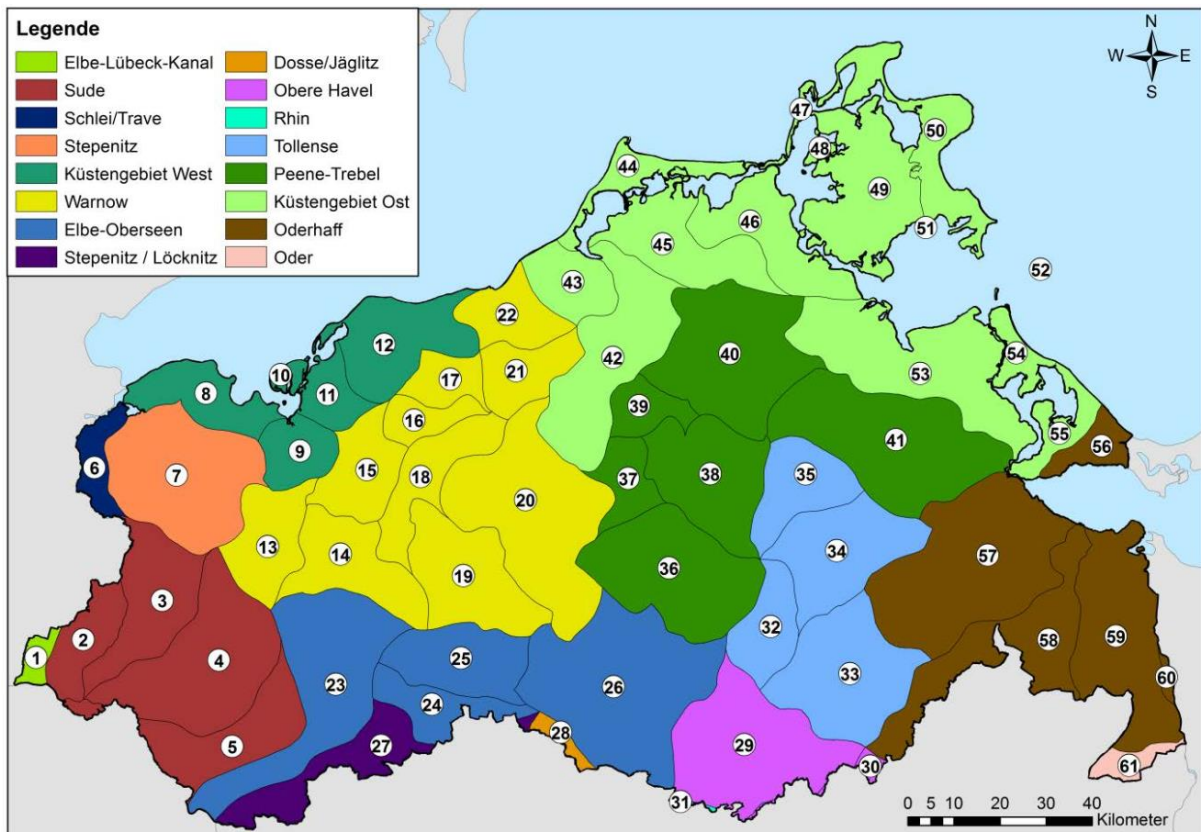 Legende
Elbe-Lübeck-Kanal
Sude
Schlei/Trave
Stepenitz
Küstengebiet West
Warnow
Elbe-Oberseen
Stepenitz / Löcknitz
Dosse/Jäglitz
Obere Havel
Rhin
Tollense
Peene-Trebel
Küstengebiet Ost
Oderhaff
Oder
N
W E
S
47
50
48
44
49
46
51
45
52
43
22
12
40
54
42
21
53
17
10
8
11
39
16
41
55
9
56
15
18
38
6
7
37
35
20
13
34
14
57
36
19
3
32
2
58
59
25
1
4
33
60
23
26
24
28
5
27
29
30
61
31
0 5 10 20 30 40
Kilometer